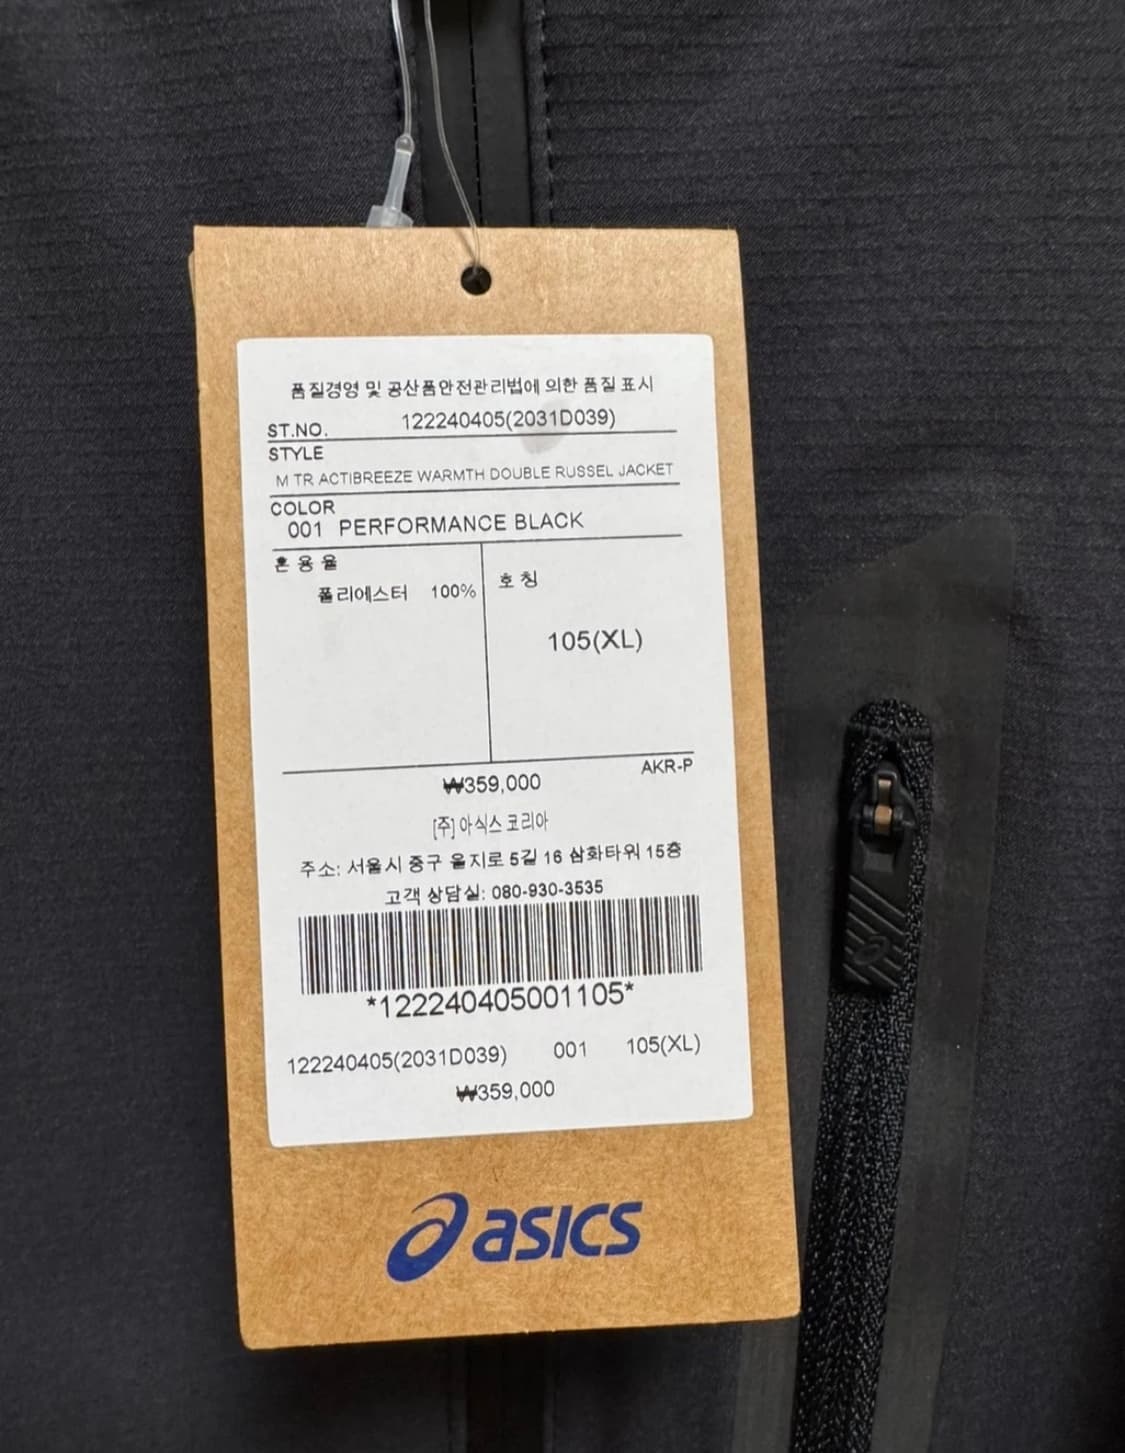 품질경영 및 공산품안전관리법에 의한 품질 표시
ST.NO. 122240405(2031D039)
STYLE
M TR ACTIBREEZE WARMTH DOUBLE RUSSEL JACKET
COLOR
001 PERFORMANCE BLACK
혼용율
폴리에스터 100%
호칭
105(XL)
AKR-P
₩359,000
[주]아식스 코리아
주소: 서울시 중구 을지로 5길 16 삼화타워 15층
고객 상담실: 080-930-3535
*122240405001105*
122240405(2031D039) 001 105(XL)
₩359,000
asics